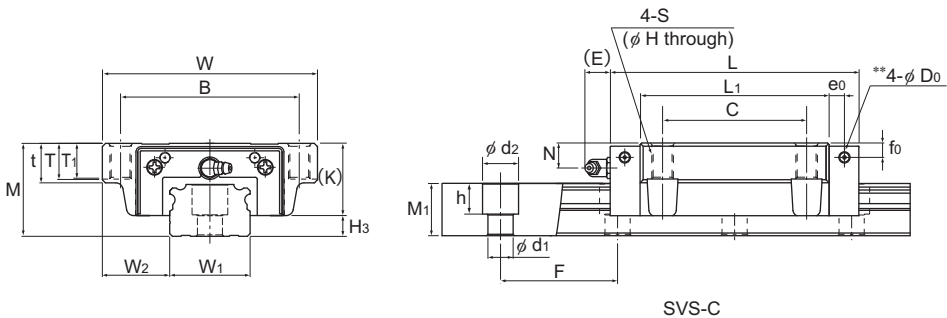 W
B
t
T
T1
M
(K)
H3
W2
W1
4-S
(φ H through)
(E)
L
L1
e0
**4-φ D0
C
f0
N
φ d2
M1
h
φ d1
F
SVS-C